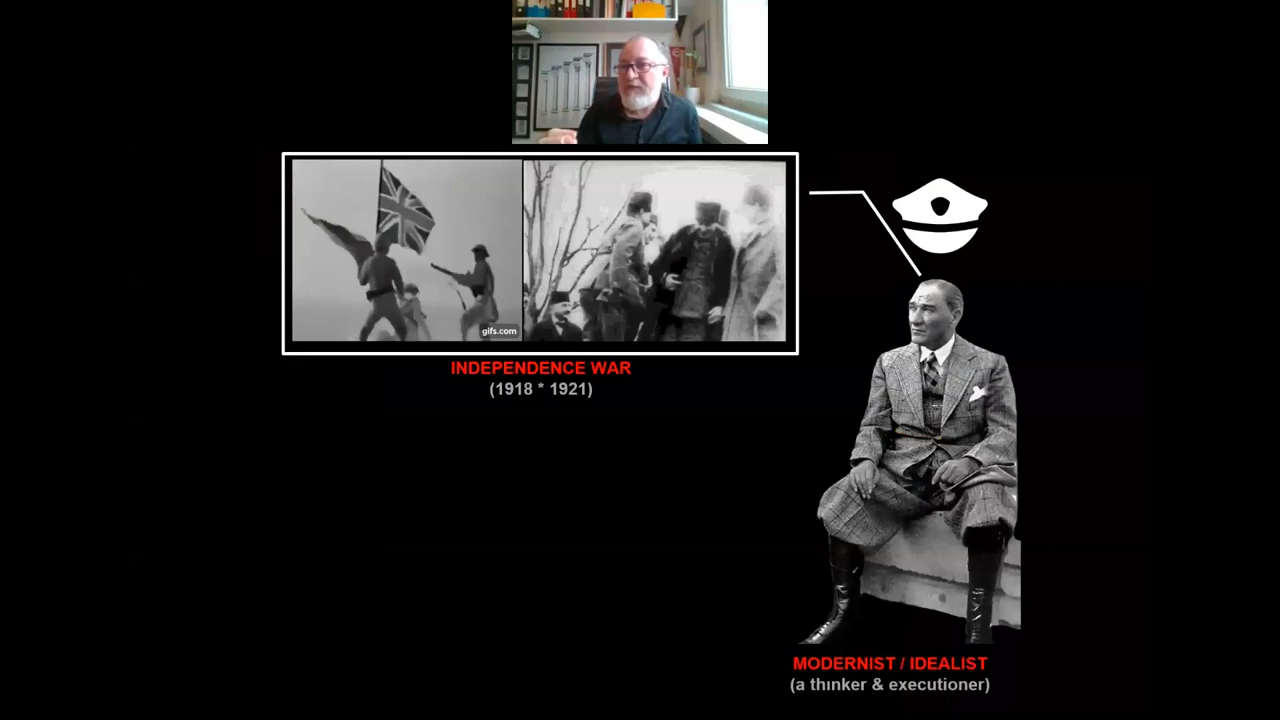 gifs.com
INDEPENDENCE WAR
(1918 * 1921)
MODERNIST / IDEALIST
(a thınker & executioner)